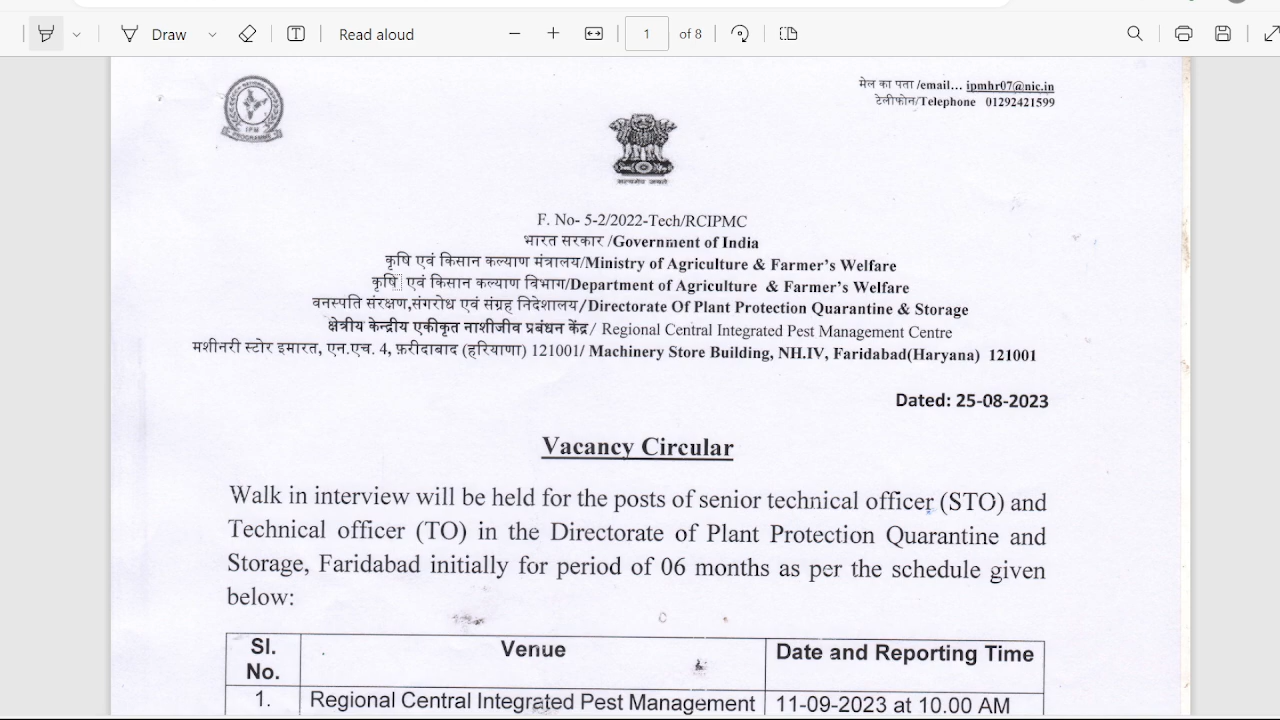 Draw
Read aloud
1
of 8
मेल का पता /email... ipmhr07@nic.in
टेलीफोन/Telephone 01292421599
IPM
सत्यमेव जयते
F. No- 5-2/2022-Tech/RCIPMC
भारत सरकार /Government of India
कृषि एवं किसान कल्याण मंत्रालय/Ministry of Agriculture & Farmer's Welfare
कृषि एवं किसान कल्याण विभाग/Department of Agriculture & Farmer's Welfare
वनस्पति संरक्षण,संगरोध एवं संग्रह निदेशालय/Directorate Of Plant Protection Quarantine & Storage
क्षेत्रीय केन्द्रीय एकीकृत नाशीजीव प्रबंधन केंद्र/ Regional Central Integrated Pest Management Centre
मशीनरी स्टोर इमारत, एन.एच. 4, फ़रीदाबाद (हरियाणा) 121001/ Machinery Store Building, NH.IV, Faridabad(Haryana) 121001
Dated: 25-08-2023
Vacancy Circular
Walk in interview will be held for the posts of senior technical officer (STO) and
Technical officer (TO) in the Directorate of Plant Protection Quarantine and
Storage, Faridabad initially for period of 06 months as per the schedule given
below:
Sl. No.
Venue
Date and Reporting Time
1.
Regional Central Integrated Pest Management
11-09-2023 at 10.00 AM